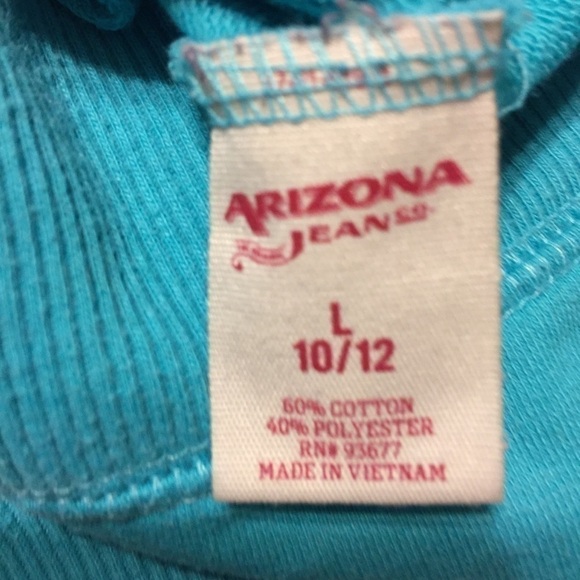 ARIZONA
JEAN CO.
L
10/12
60% COTTON
40% POLYESTER
RN# 93677
MADE IN VIETNAM